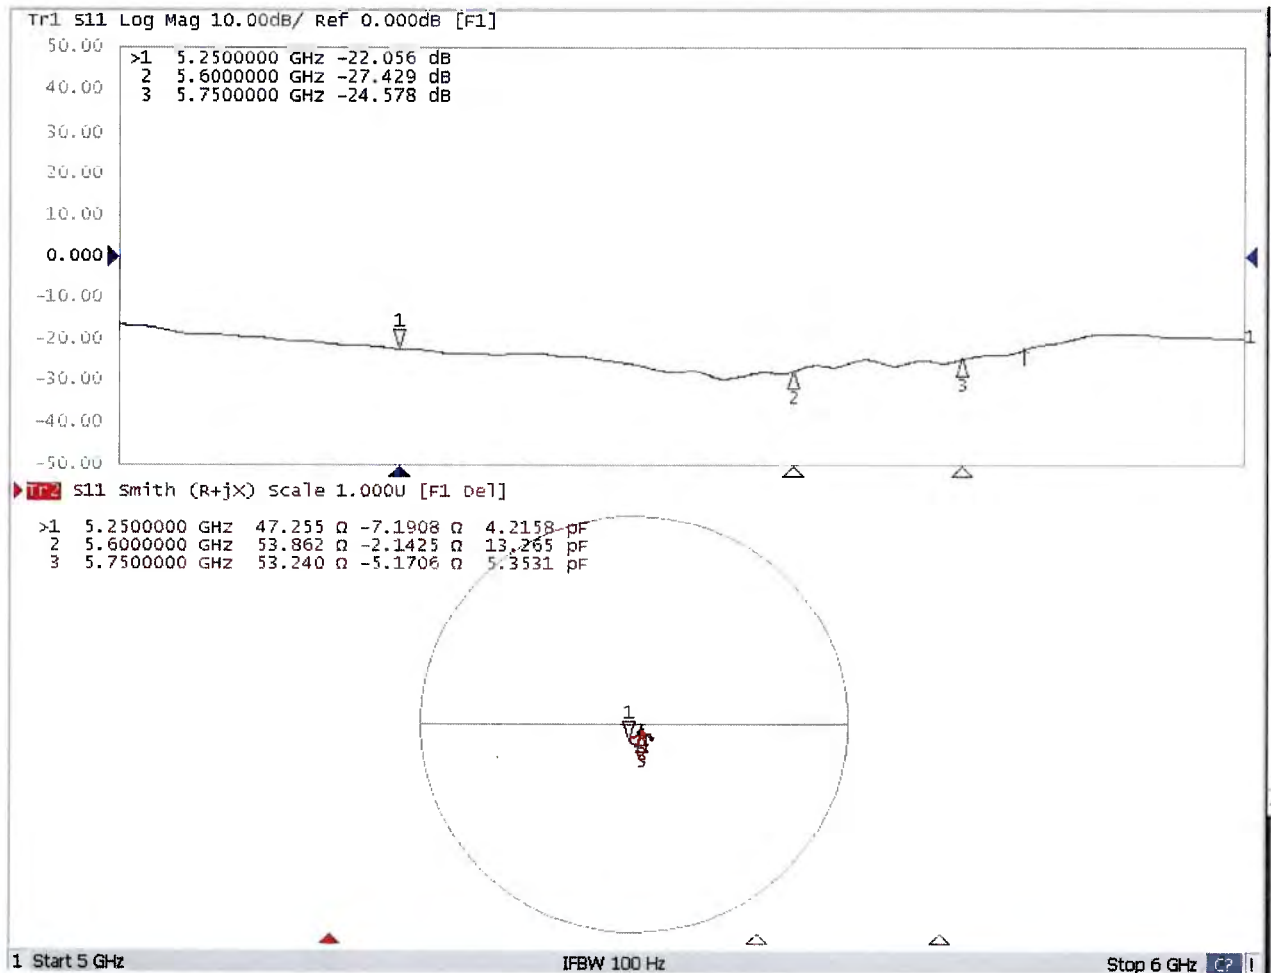 Tr1 S11 Log Mag 10.00dB/ Ref 0.000dB [F1]
50.00
>1 5.2500000 GHz -22.056 dB
2 5.6000000 GHz -27.429 dB
3 5.7500000 GHz -24.578 dB
40.00
30.00
20.00
10.00
0.000
-10.00
-20.00
-30.00
-40.00
-50.00
1
2
3
1
Tr2 S11 Smith (R+jX) Scale 1.000U [F1 Del]
>1 5.2500000 GHz 47.255 Ω -7.1908 Ω 4.2158 pF
2 5.6000000 GHz 53.862 Ω -2.1425 Ω 13.265 pF
3 5.7500000 GHz 53.240 Ω -5.1706 Ω 5.3531 pF
1
3
1 Start 5 GHz IFBW 100 Hz Stop 6 GHz C?